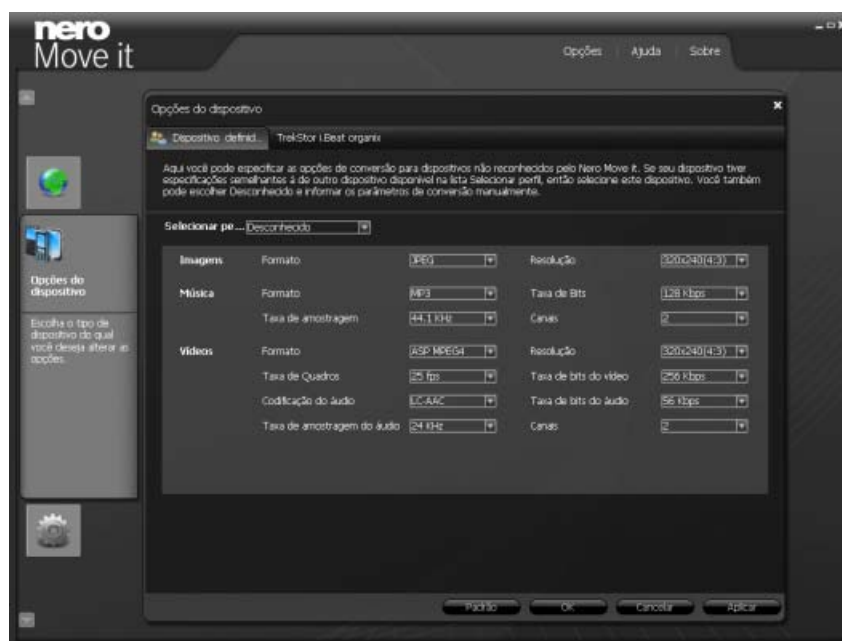 nero
Move it
Opções Ajuda Sobre
Opções do dispositivo
Dispositivo definid... TrekStor i.Beat organix
Aqui você pode especificar as opções de conversão para dispositivos não reconhecidos pelo Nero Move it. Se seu dispositivo tiver
especificações semelhantes à de outro dispositivo disponível na lista Selecionar perfil, então selecione este dispositivo. Você também
pode escolher Desconhecido e informar os parâmetros de conversão manualmente.
Selecionar pe... Desconhecido
Imagens Formato JPEG Resolução 320x240(4:3)
Música Formato MP3 Taxa de Bits 128 Kbps
Taxa de amostragem 44.1 KHz Canais 2
Vídeos Formato ASP MPEG4 Resolução 320x240(4:3)
Taxa de Quadros 25 fps Taxa de bits do vídeo 256 Kbps
Codificação do áudio LC-AAC Taxa de bits do áudio 56 Kbps
Taxa de amostragem do áudio 24 KHz Canais 2
Opções do
dispositivo
Escolha o tipo de
dispositivo do qual
você deseja alterar as
opções.
Padrão OK Cancelar Aplicar